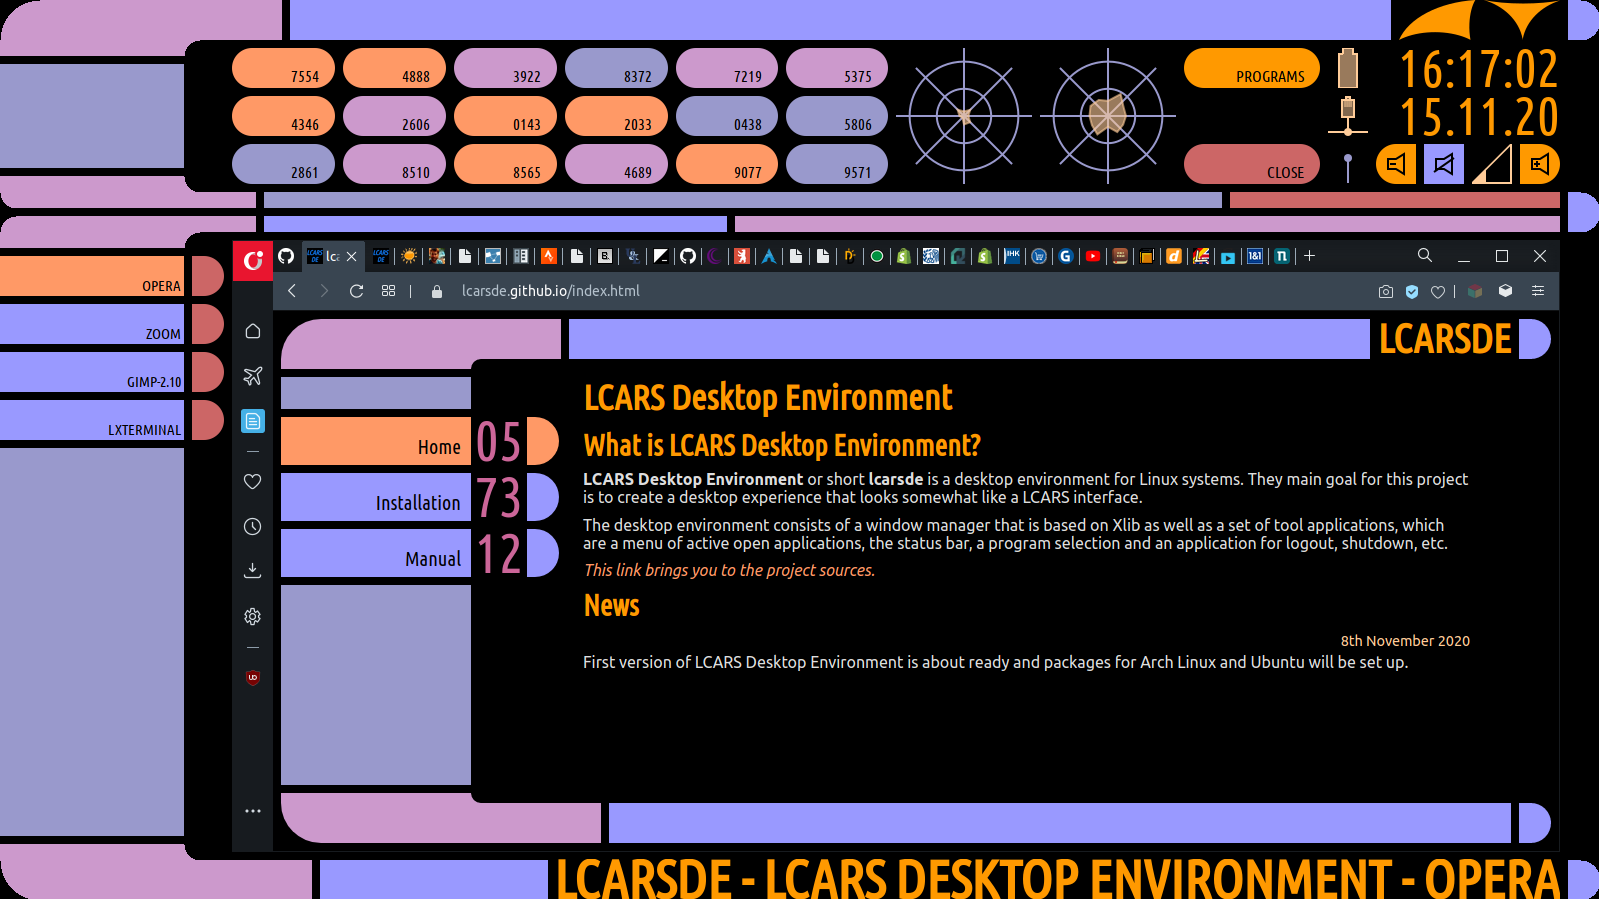 7554 4888 3922 8372 7219 5375 PROGRAMS 16:17:02
4346 2606 0143 2033 0438 5806 15.11.20
2861 8510 8565 4689 9077 9571 CLOSE
OPERA
ZOOM
GIMP-2.10
LXTERMINAL
lcarsde.github.io/index.html
LCARSDE
LCARS Desktop Environment
Home 05
Installation 73
Manual 12
What is LCARS Desktop Environment?
LCARS Desktop Environment or short lcarsde is a desktop environment for Linux systems. They main goal for this project
is to create a desktop experience that looks somewhat like a LCARS interface.
The desktop environment consists of a window manager that is based on Xlib as well as a set of tool applications, which
are a menu of active open applications, the status bar, a program selection and an application for logout, shutdown, etc.
This link brings you to the project sources.
News
8th November 2020
First version of LCARS Desktop Environment is about ready and packages for Arch Linux and Ubuntu will be set up.
LCARSDE - LCARS DESKTOP ENVIRONMENT - OPERA